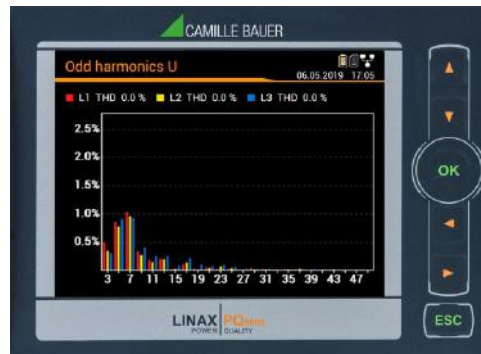 CAMILLE BAUER
Odd harmonics U
06.05.2019 17:05
L1 THD 0.0 % L2 THD 0.0 % L3 THD 0.0 %
2.5%
2.0%
1.5%
1.0%
0.5%
3 7 11 15 19 23 27 31 35 39 43 47
OK
LINAX
POWER QUALITY
ESC